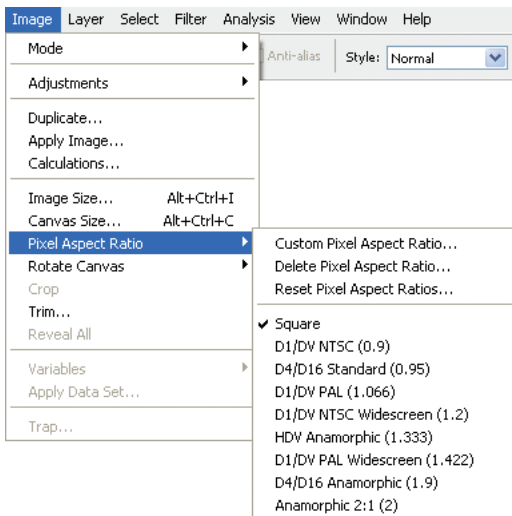 Image Layer Select Filter Analysis View Window Help
Mode
Anti-alias Style: Normal
Adjustments
Duplicate...
Apply Image...
Calculations...
Image Size... Alt+Ctrl+I
Canvas Size... Alt+Ctrl+C
Pixel Aspect Ratio
Rotate Canvas
Crop
Trim...
Reveal All
Variables
Apply Data Set...
Trap...
Custom Pixel Aspect Ratio...
Delete Pixel Aspect Ratio...
Reset Pixel Aspect Ratios...
Square
D1/DV NTSC (0.9)
D4/D16 Standard (0.95)
D1/DV PAL (1.066)
D1/DV NTSC Widescreen (1.2)
HDV Anamorphic (1.333)
D1/DV PAL Widescreen (1.422)
D4/D16 Anamorphic (1.9)
Anamorphic 2:1 (2)